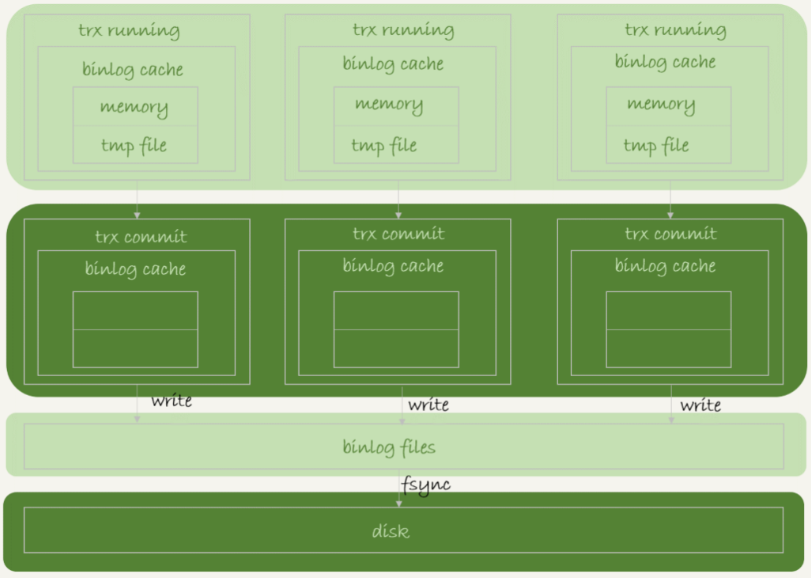 trx running
trx running
trx running
binlog cache
binlog cache
binlog cache
memory
memory
memory
tmp file
tmp file
tmp file
trx commit
trx commit
trx commit
binlog cache
binlog cache
binlog cache
write
write
write
binlog files
fsync
disk